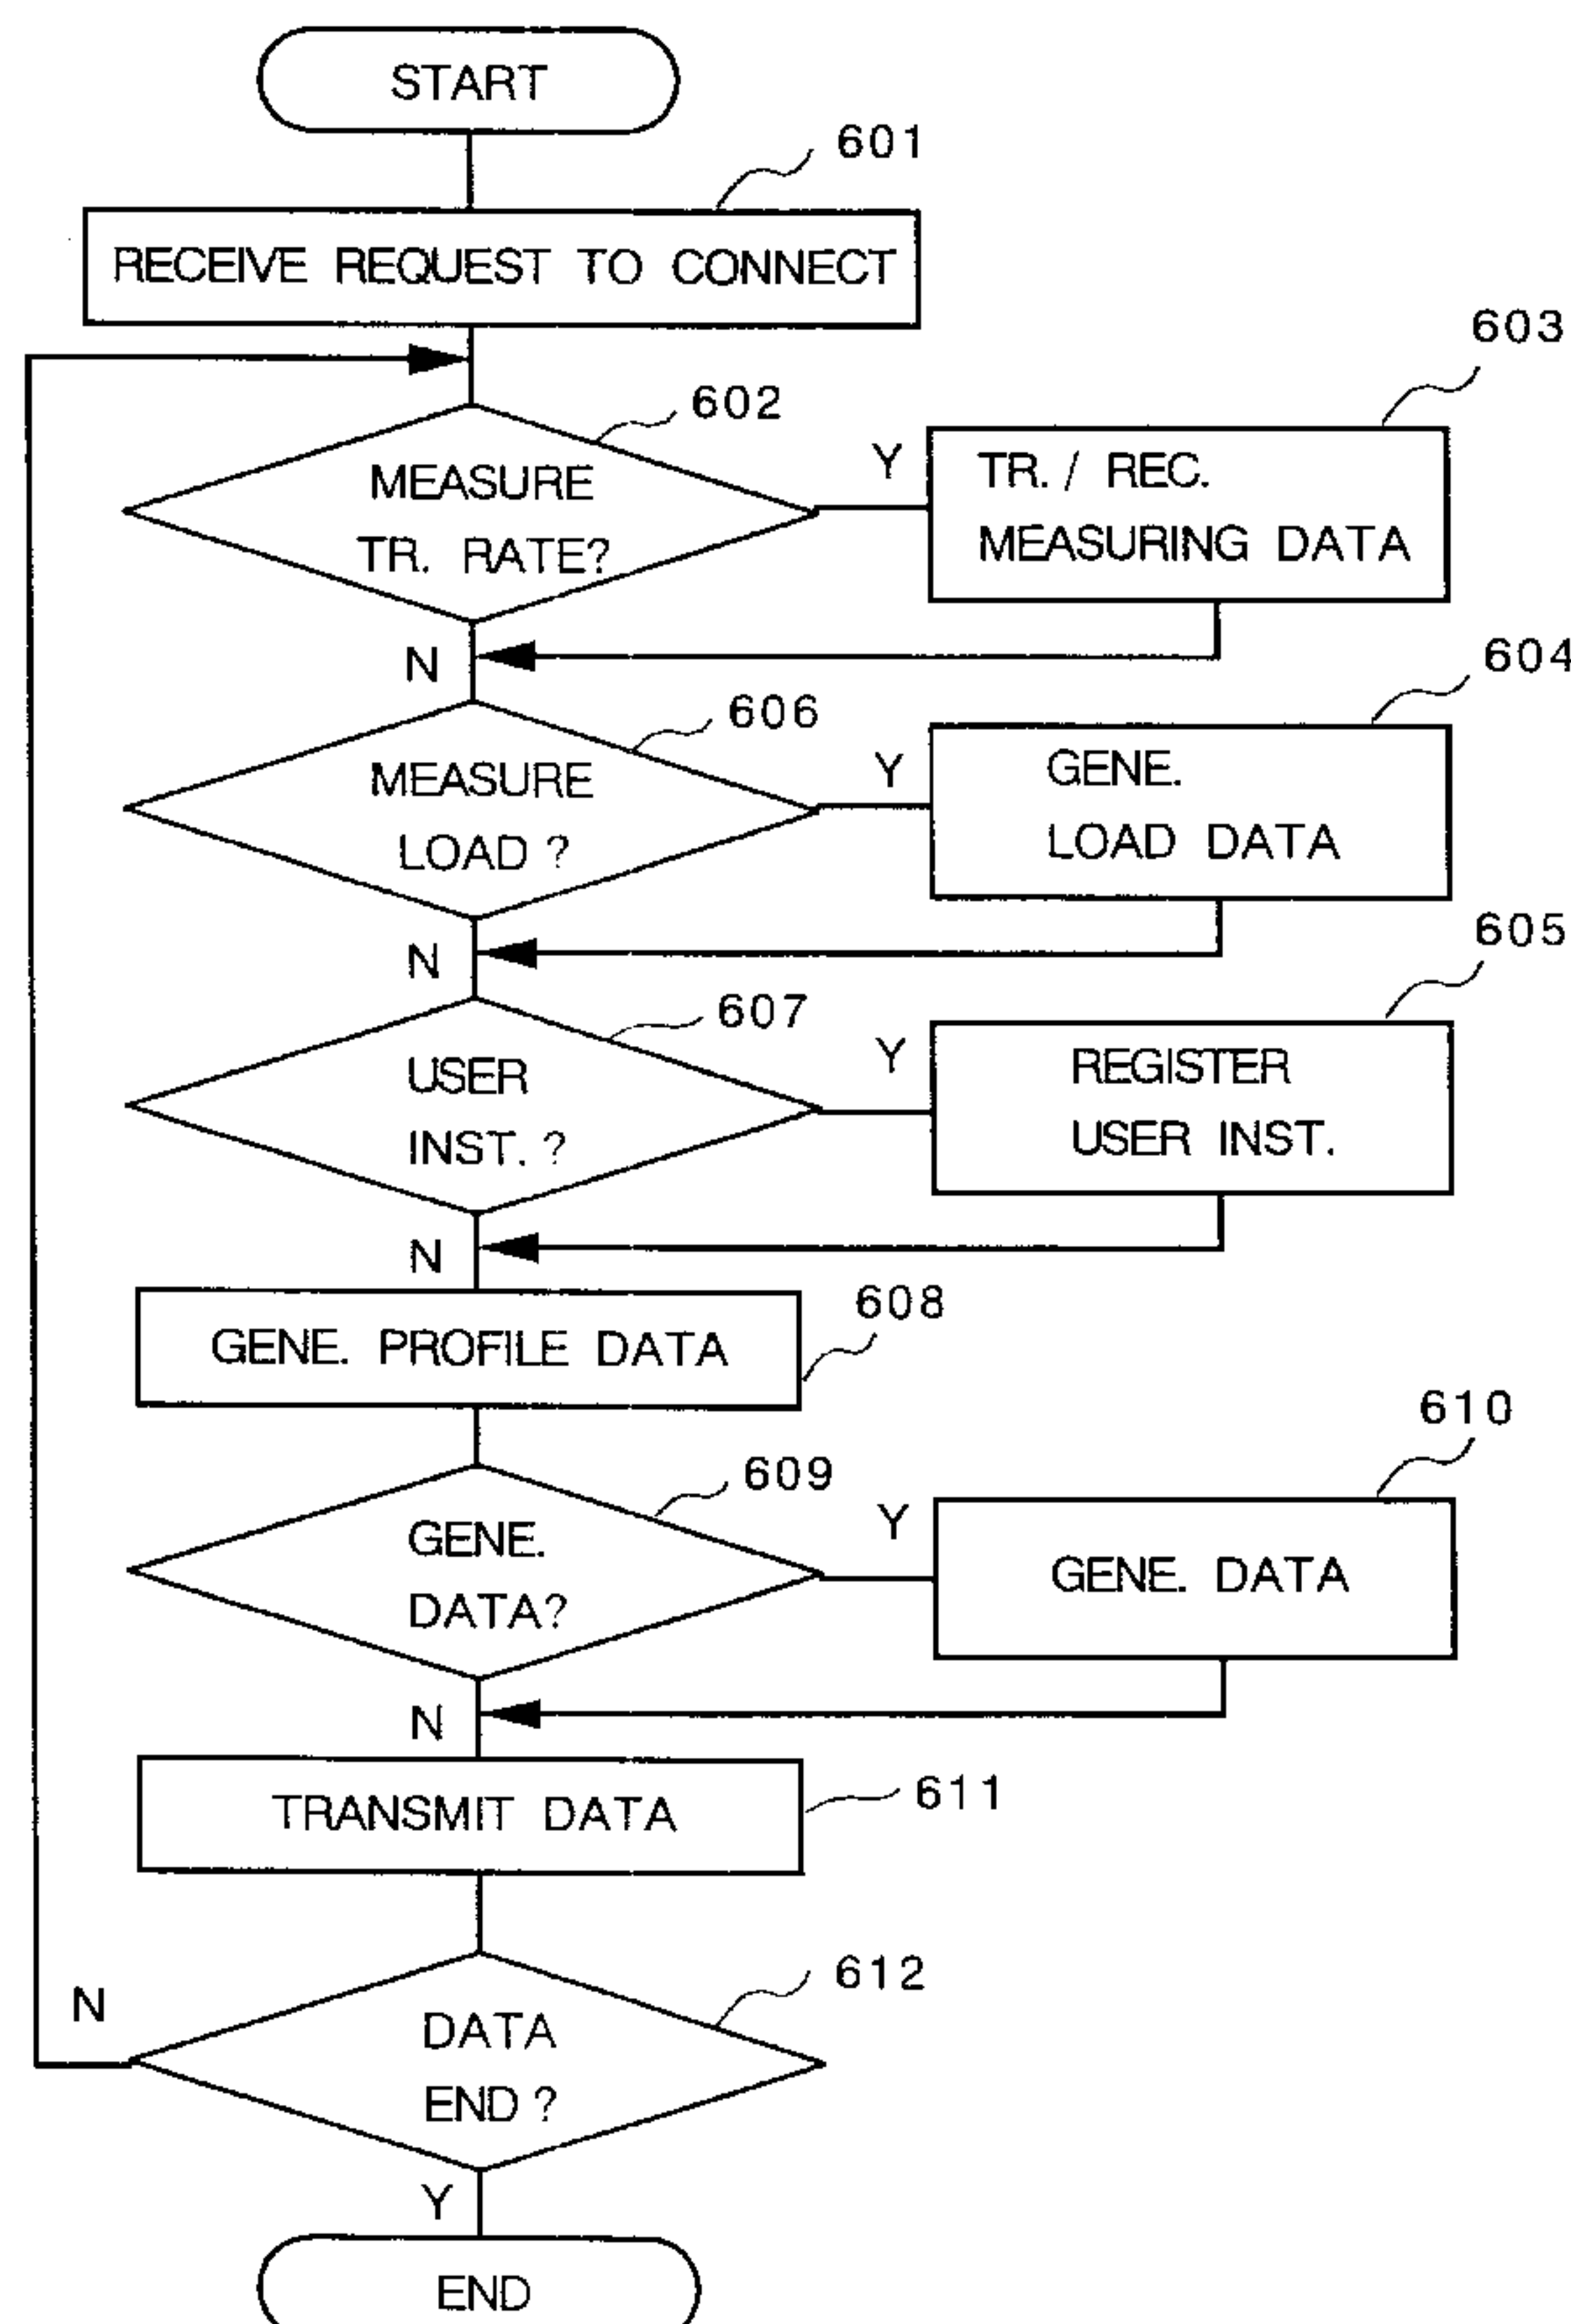 START
601
RECEIVE REQUEST TO CONNECT
603
602
MEASURE
TR. RATE?
Y
TR. / REC.
MEASURING DATA
N
604
606
MEASURE
LOAD ?
Y
GENE.
LOAD DATA
N
605
607
USER
INST. ?
Y
REGISTER
USER INST.
N
608
GENE. PROFILE DATA
610
609
GENE.
DATA?
Y
GENE. DATA
N
TRANSMIT DATA
611
612
N
DATA
END ?
Y
END